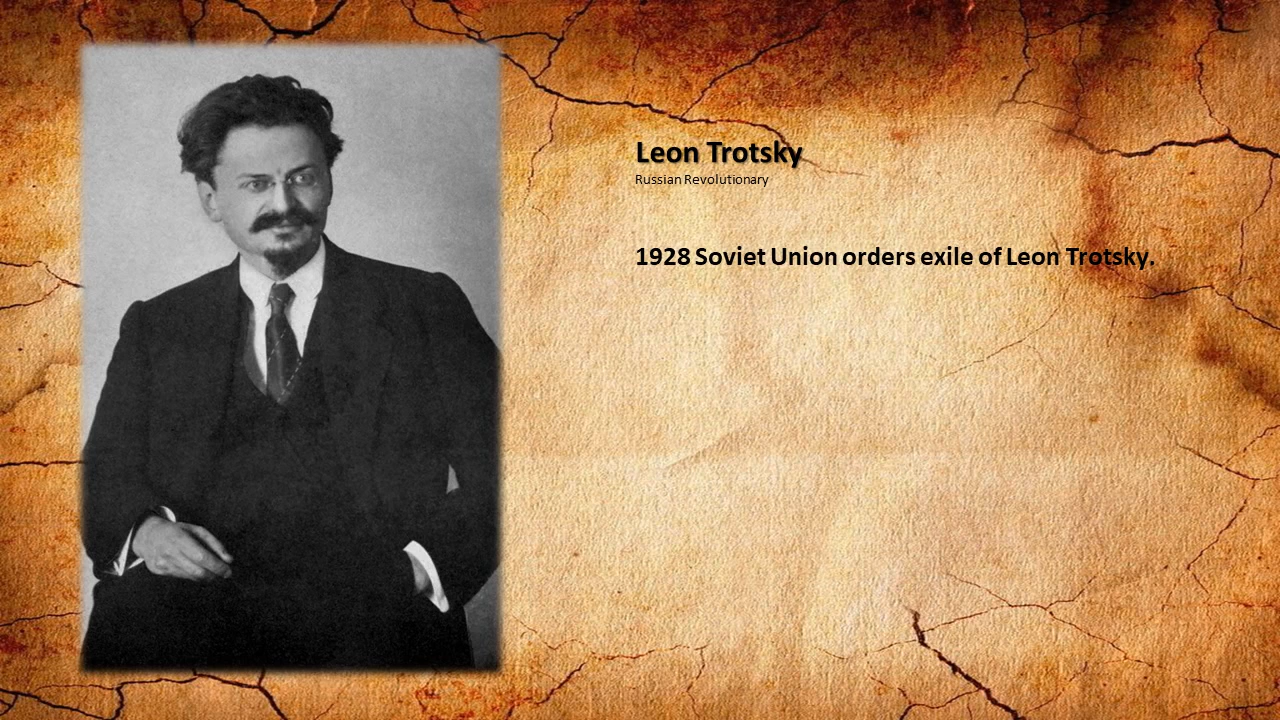 Leon Trotsky
Russian Revolutionary
1928 Soviet Union orders exile of Leon Trotsky.